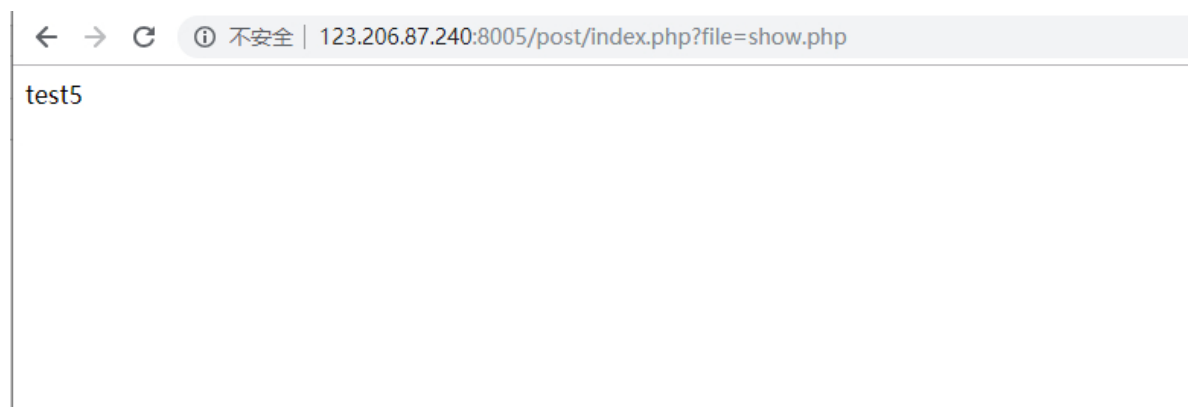 不安全 | 123.206.87.240:8005/post/index.php?file=show.php
test5